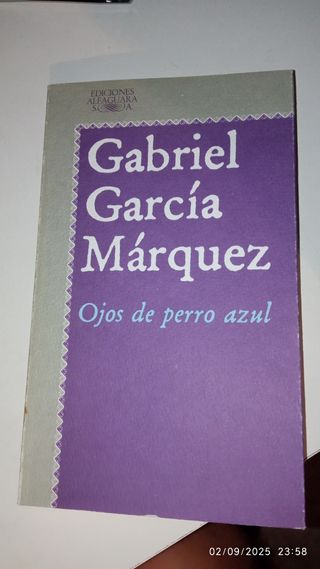 EDICIONES
ALFAGUARA
S. A.
Gabriel
García
Márquez
Ojos de perro azul
02/09/2025 23:58